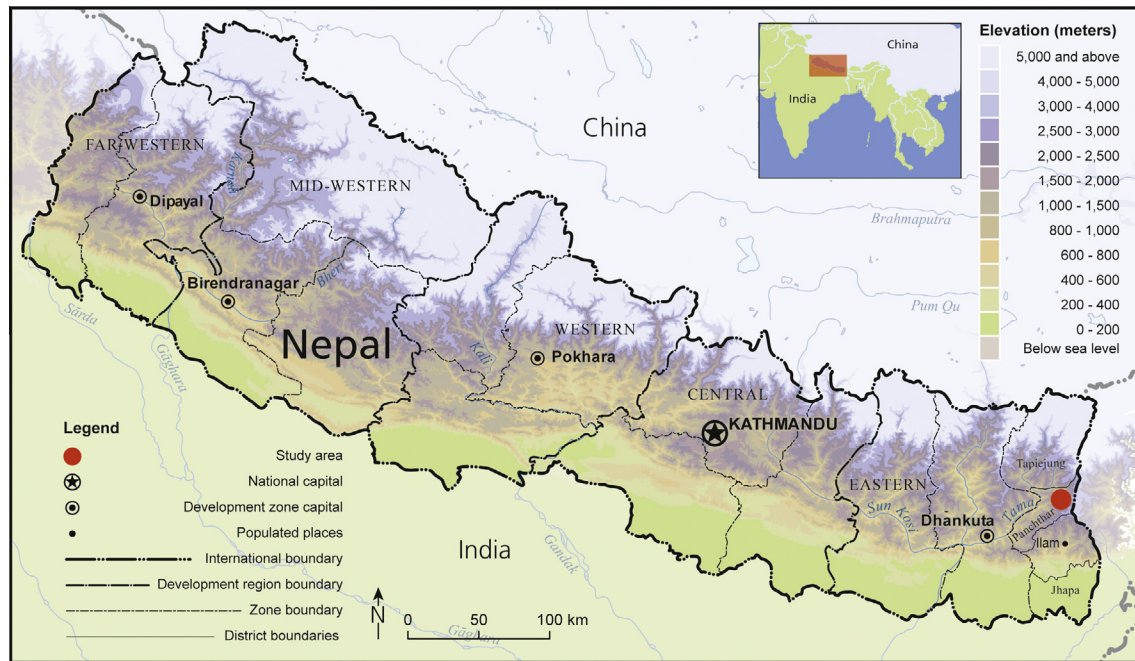 China
India
Elevation (meters)
5,000 and above
4,000 - 5,000
3,000 - 4,000
2,500 - 3,000
2,000 - 2,500
1,500 - 2,000
1,000 - 1,500
800 - 1,000
600 - 800
400 - 600
200 - 400
0 - 200
Below sea level
China
FAR-WESTERN
Karnali
MID-WESTERN
Dipayal
Brahmaputra
Birendranagar
Bheri
Sārda
Nepal
Pum Qu
WESTERN
Kali
Pokhara
Gāghara
CENTRAL
KATHMANDU
EASTERN
Sun Kosi
Dhankuta
Tama
Taplejung
Panchthar
Ilam
Jhapa
India
Gandak
Gāghara
Legend
Study area
National capital
Development zone capital
Populated places
International boundary
Development region boundary
Zone boundary
District boundaries
N
0 50 100 km